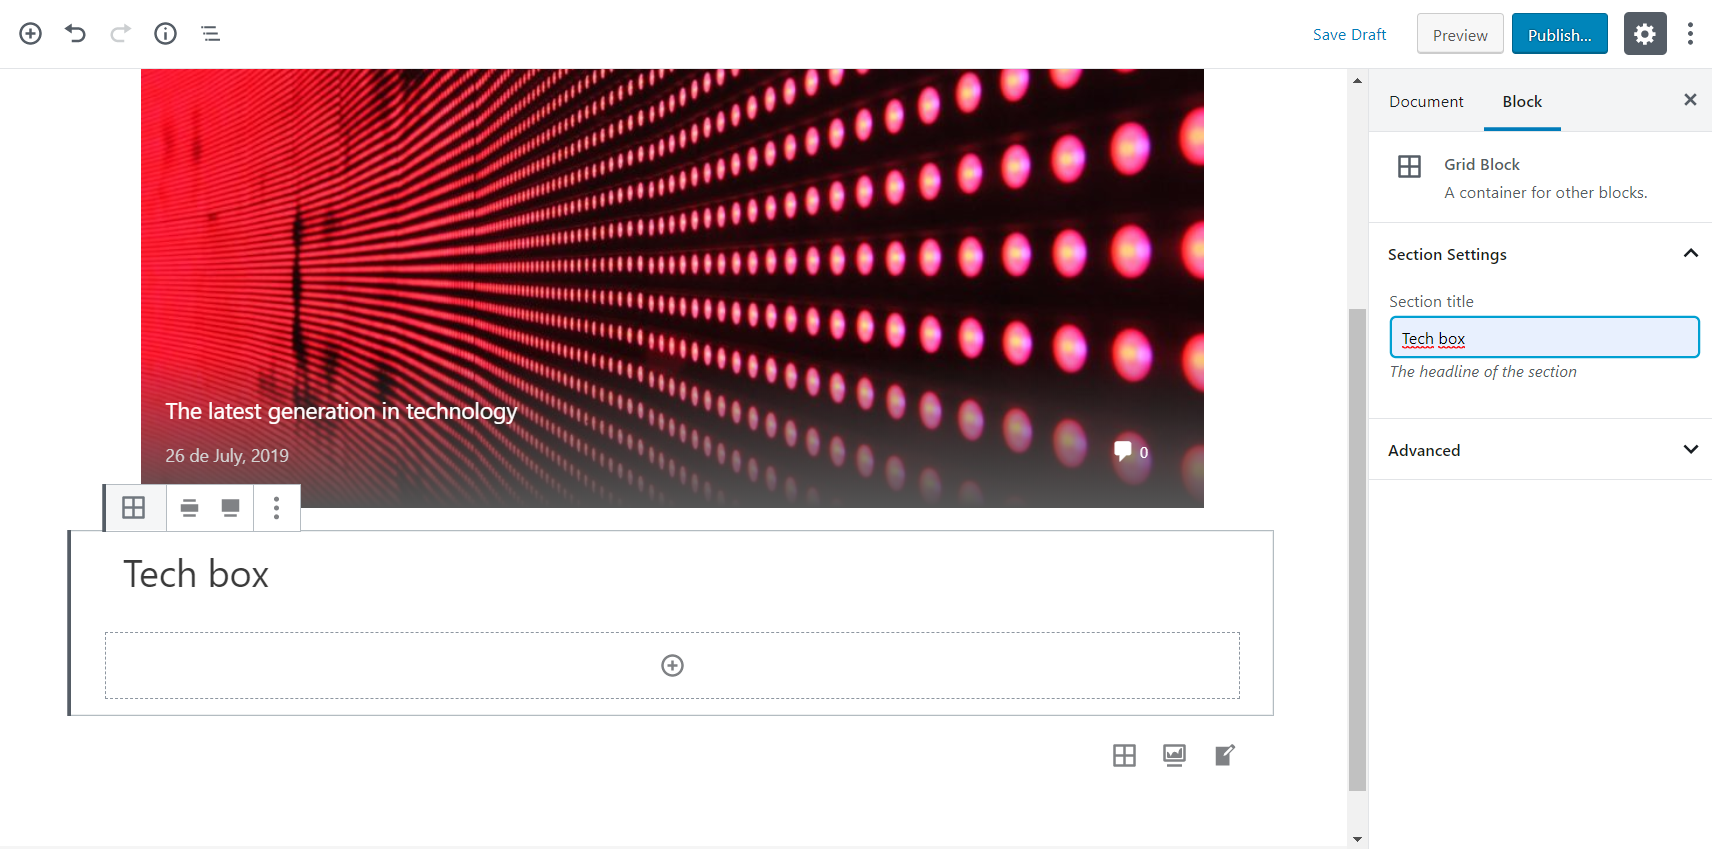 Save Draft
Preview
Publish...
Document
Block
Grid Block
A container for other blocks.
Section Settings
Section title
Tech box
The headline of the section
Advanced
The latest generation in technology
26 de July, 2019
0
Tech box